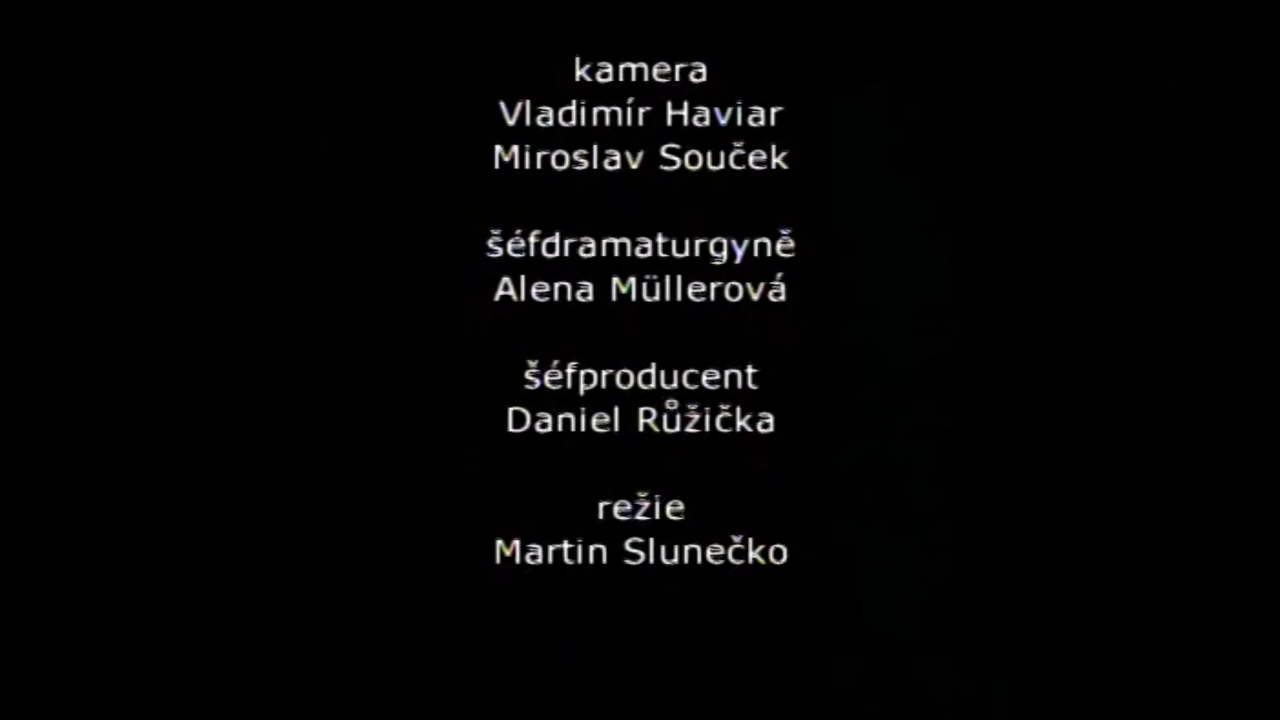 kamera
Vladimír Haviar
Miroslav Souček
šéfdramaturgyně
Alena Müllerová
šéfproducent
Daniel Růžička
režie
Martin Slunečko